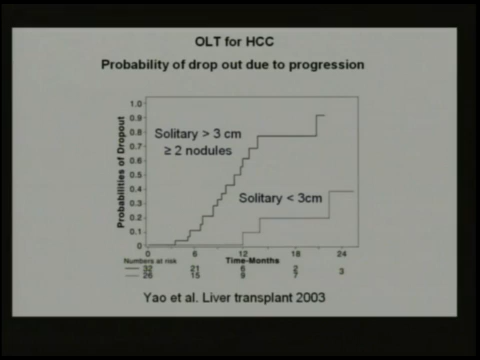 OLT for HCC
Probability of drop out due to progression
Probabilities of Dropout
1.0
0.9
0.8
0.7
0.6
0.5
0.4
0.3
0.2
0.1
0
Solitary > 3 cm
≥ 2 nodules
Solitary < 3cm
0 6 12 18 24
Numbers at risk Time-Months
32 21 6 2
26 15 9 7 3
Yao et al. Liver transplant 2003